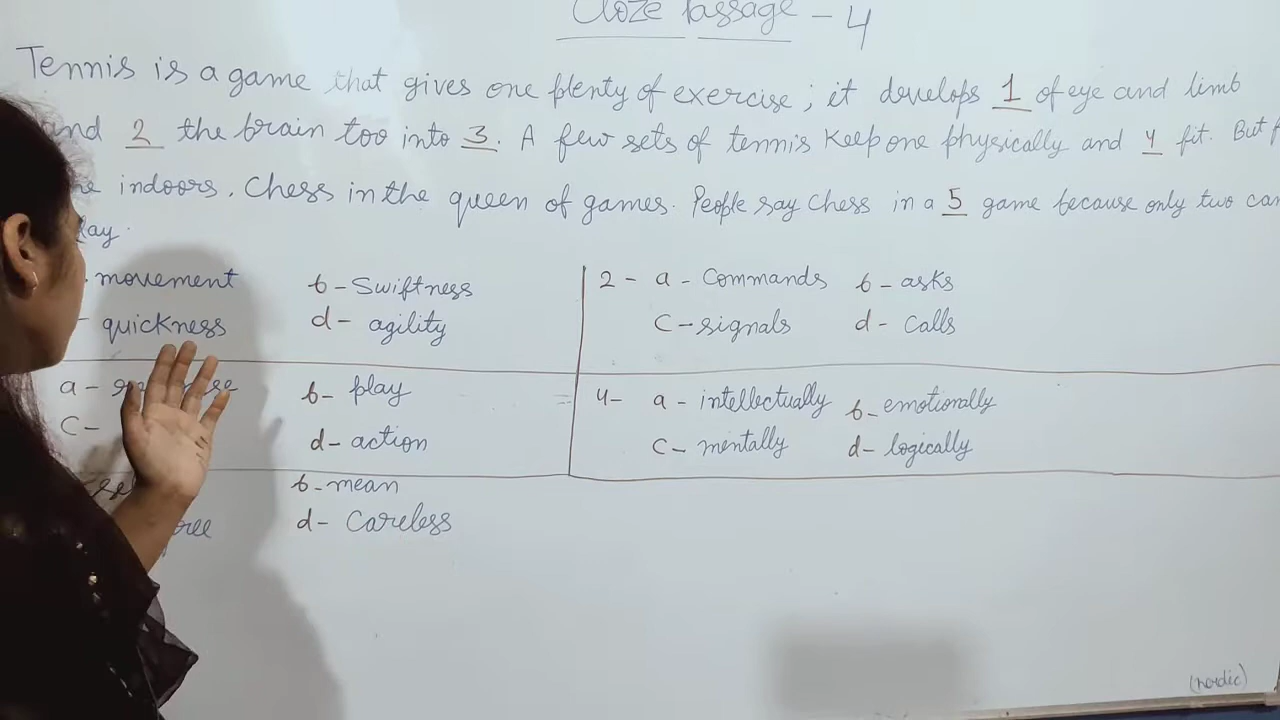 Cloze Passage - 4
Tennis is a game that gives one plenty of exercise; it develops 1 of eye and limb
and 2 the brain too into 3. A few sets of tennis keep one physically and 4 fit. But
indoors. Chess in the queen of games. People say Chess in a 5 game because only two can
movement b- Swiftness 2 - a - Commands b - asks
quickness d- agility c - signals d - calls
a - b- play 4- a - intellectually b- emotionally
c - d- action c - mentally d- logically
b- mean
d- Careless
(nordic)